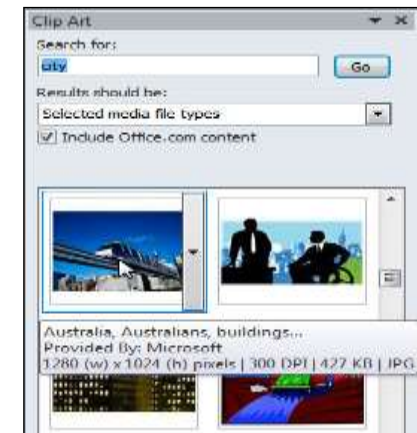 Clip Art
Search for:
city
Go
Results should be:
Selected media file types
Include Office.com content
Australia, Australians, buildings...
Provided By: Microsoft
1280 (w) x 1024 (h) pixels | 300 DPI | 427 KB | JPG